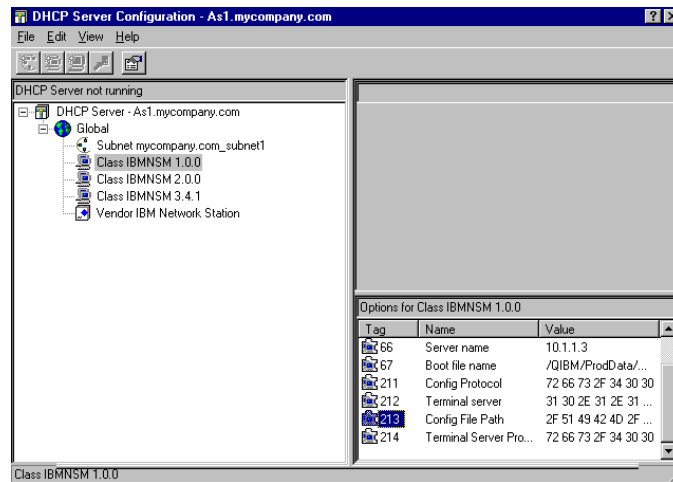 DHCP Server Configuration - As1.mycompany.com
File Edit View Help
DHCP Server not running
DHCP Server - As1.mycompany.com
Global
Subnet mycompany.com_subnet1
Class IBMNSM 1.0.0
Class IBMNSM 2.0.0
Class IBMNSM 3.4.1
Vendor IBM Network Station
Options for Class IBMNSM 1.0.0
Tag Name Value
66 Server name 10.1.1.3
67 Boot file name /QIBM/ProdData/...
211 Config Protocol 72 66 73 2F 34 30 30
212 Terminal server 31 30 2E 31 2E 31 ...
213 Config File Path 2F 51 49 42 4D 2F ...
214 Terminal Server Pro... 72 66 73 2F 34 30 30
Class IBMNSM 1.0.0